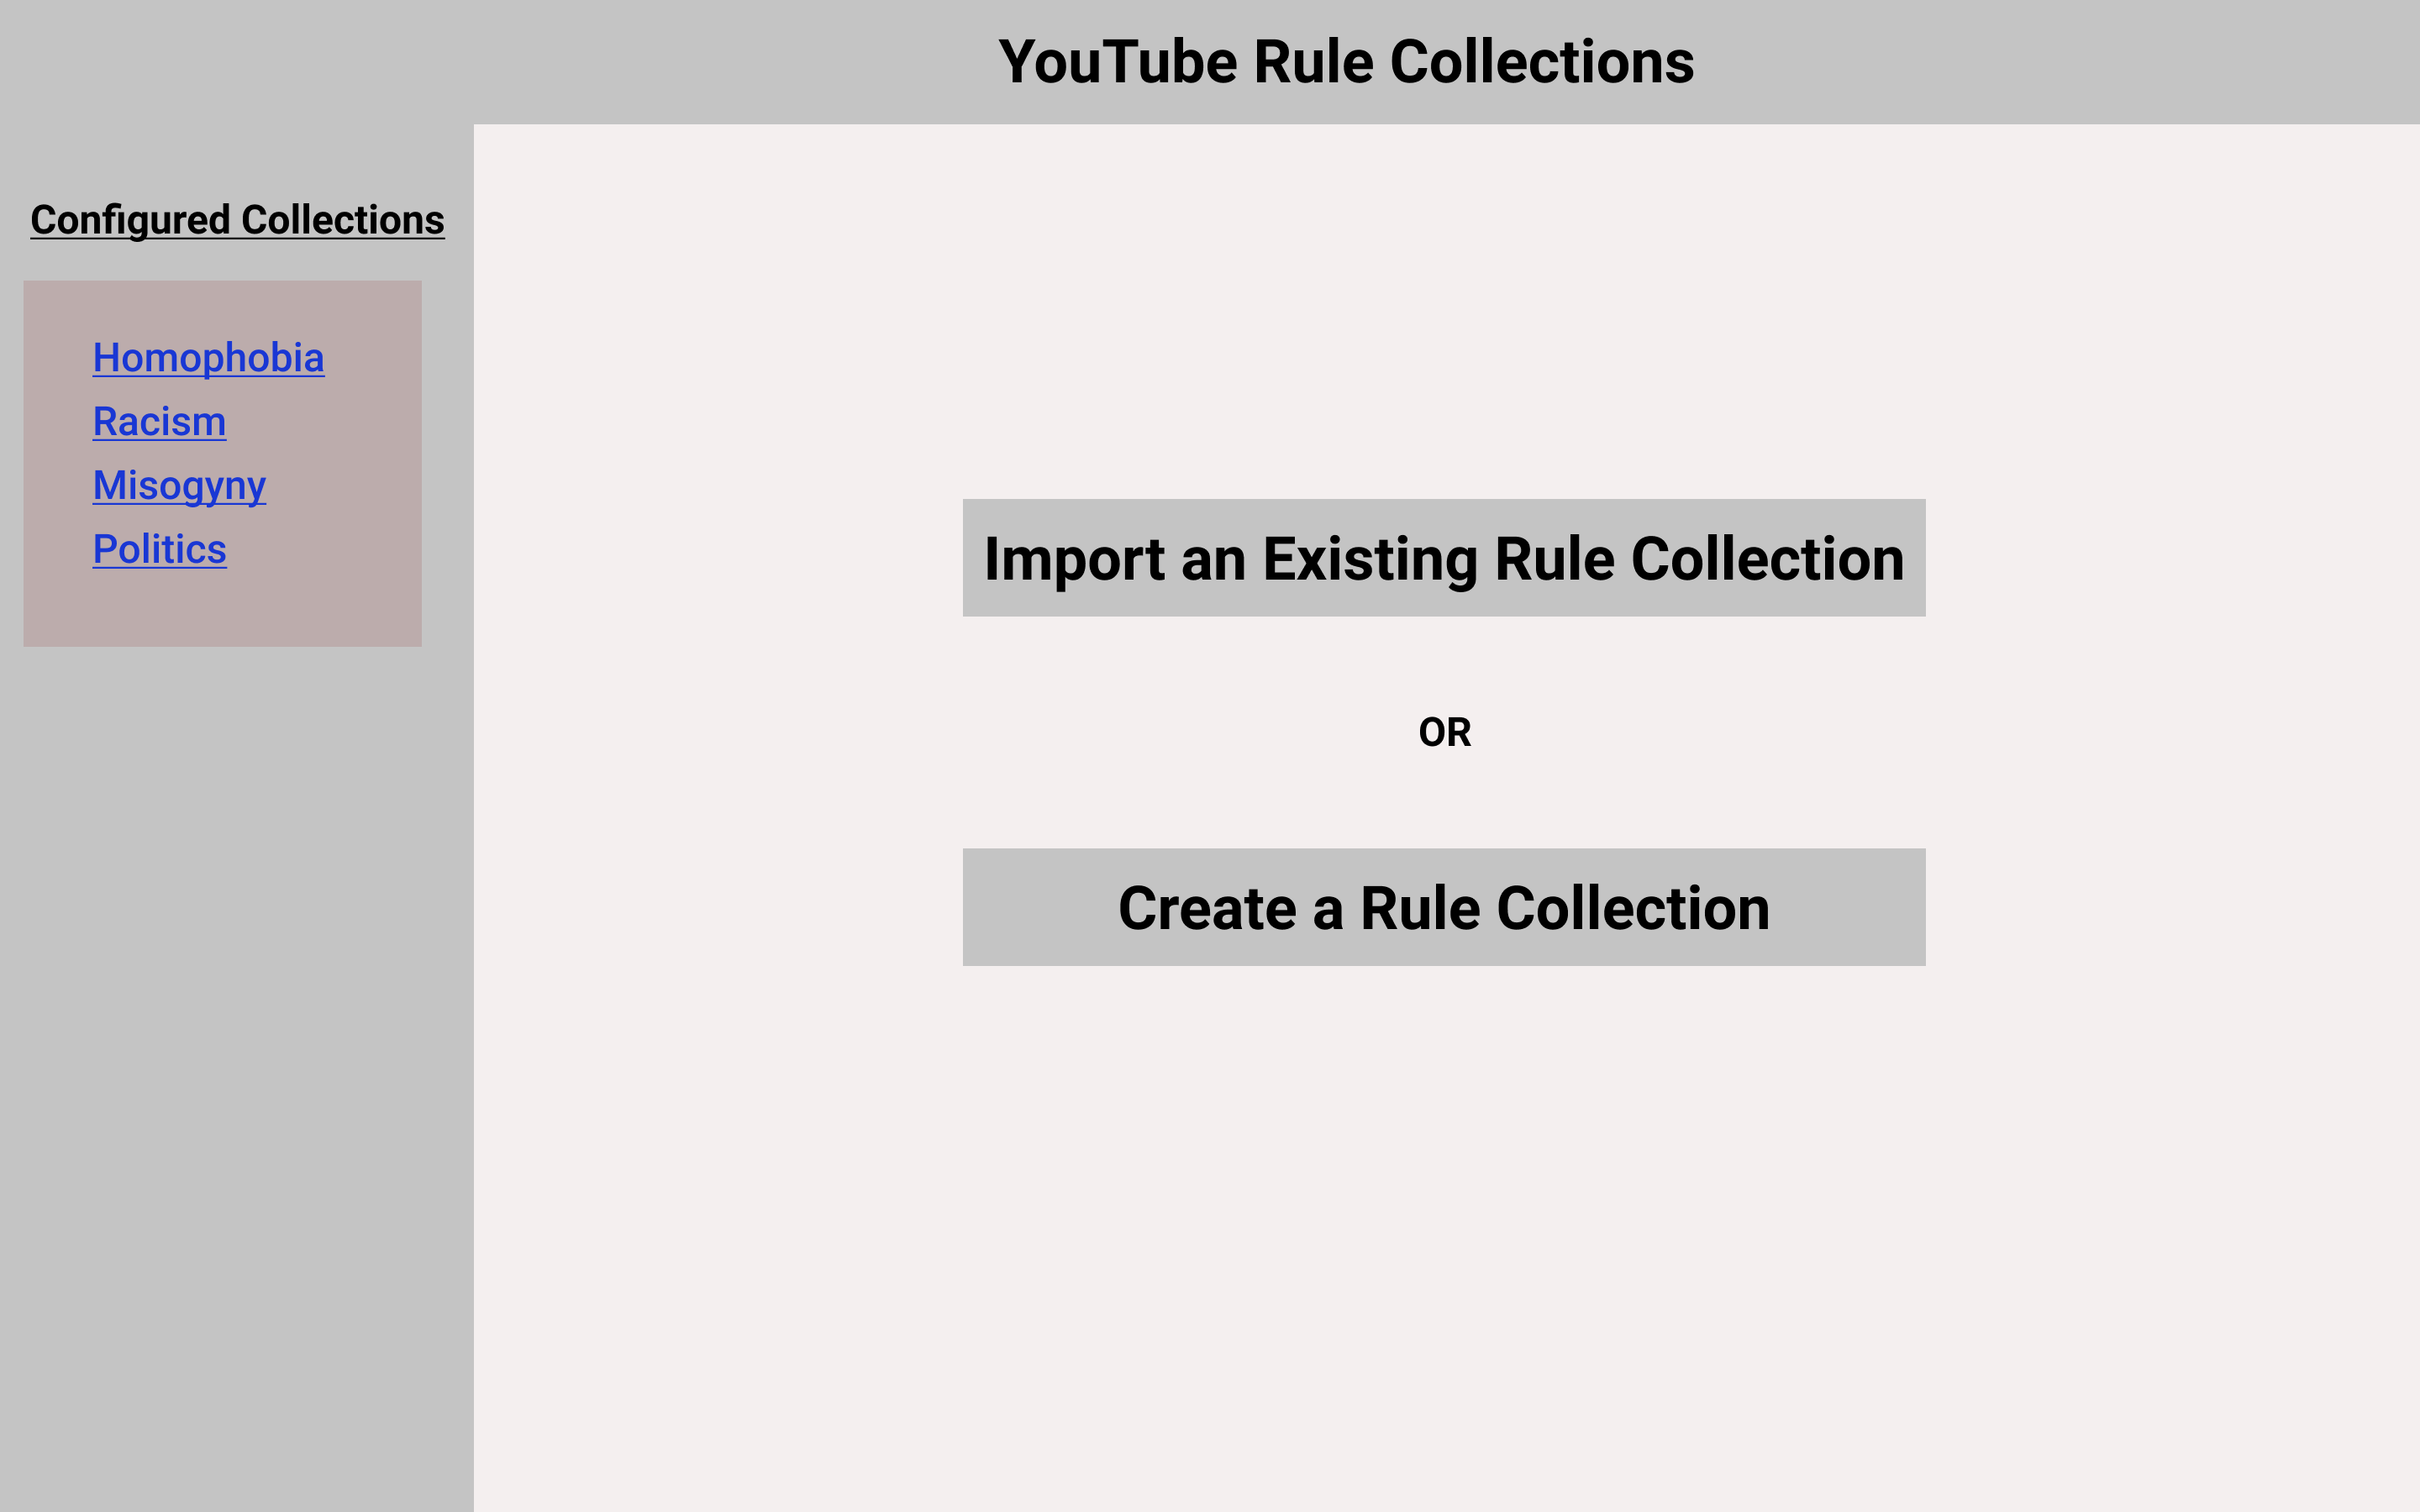 YouTube Rule Collections
Configured Collections
Homophobia
Racism
Misogyny
Politics
Import an Existing Rule Collection
OR
Create a Rule Collection